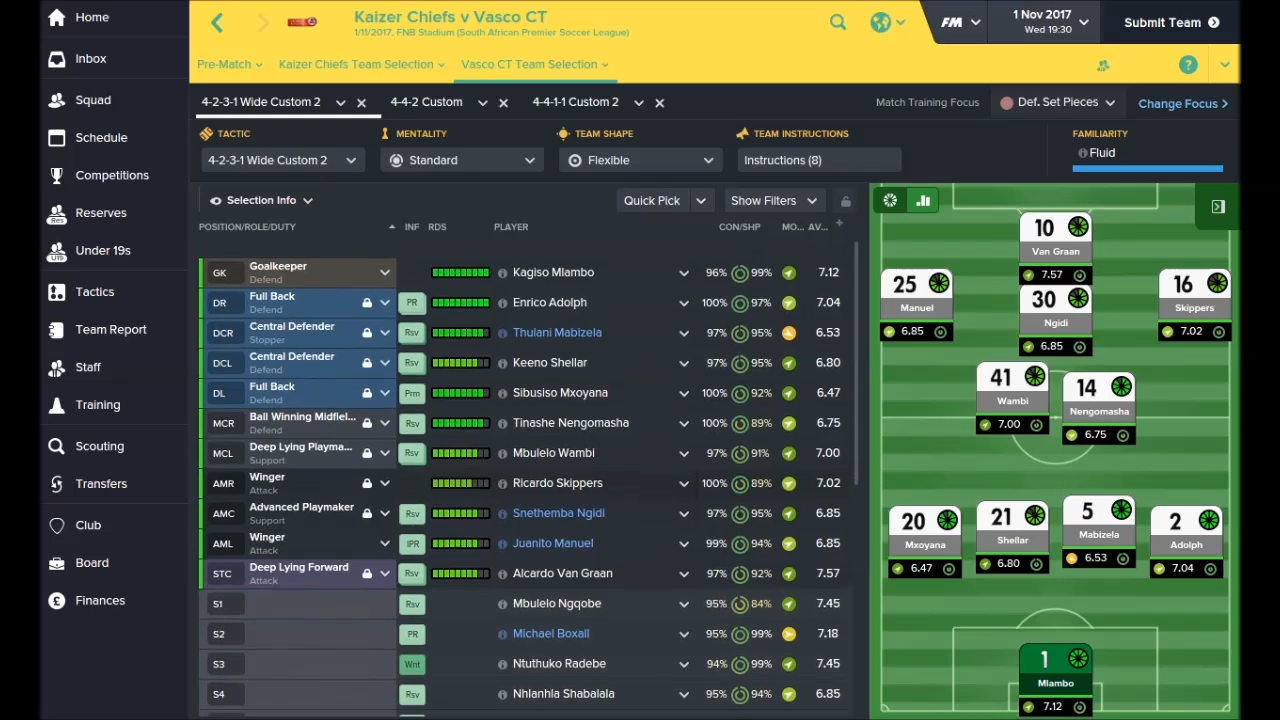 Home
Inbox
Squad
Schedule
Competitions
Res
Reserves
U19s
Under 19s
Tactics
Team Report
Staff
Training
Scouting
Transfers
Club
Board
Finances
Kaizer Chiefs v Vasco CT
1/11/2017, FNB Stadium (South African Premier Soccer League)
FM
1 Nov 2017
Wed 19:30
Submit Team
Pre-Match
Kaizer Chiefs Team Selection
Vasco CT Team Selection
?
4-2-3-1 Wide Custom 2
4-4-2 Custom
4-4-1-1 Custom 2
Match Training Focus
Def. Set Pieces
Change Focus >
TACTIC
MENTALITY
TEAM SHAPE
TEAM INSTRUCTIONS
FAMILIARITY
4-2-3-1 Wide Custom 2
Standard
Flexible
Instructions (8)
Fluid
Selection Info
Quick Pick
Show Filters
POSITION/ROLE/DUTY INF RDS PLAYER CON/SHP MO... AV...
GK Goalkeeper Defend Kagiso Mlambo 96% 99% 7.12
DR Full Back Defend PR Enrico Adolph 100% 97% 7.04
DCR Central Defender Stopper Rsv Thulani Mabizela 97% 95% 6.53
DCL Central Defender Defend Rsv Keeno Shellar 97% 95% 6.80
DL Full Back Defend Prm Sibusiso Mxoyana 100% 92% 6.47
MCR Ball Winning Midfiel... Defend Rsv Tinashe Nengomasha 100% 89% 6.75
MCL Deep Lying Playma... Support Rsv Mbulelo Wambi 97% 91% 7.00
AMR Winger Attack Ricardo Skippers 100% 89% 7.02
AMC Advanced Playmaker Support Rsv Snethemba Ngidi 97% 95% 6.85
AML Winger Attack IPR Juanito Manuel 99% 94% 6.85
STC Deep Lying Forward Attack Rsv Alcardo Van Graan 97% 92% 7.57
S1 Rsv Mbulelo Ngqobe 95% 84% 7.45
S2 PR Michael Boxall 95% 99% 7.18
S3 Wnt Ntuthuko Radebe 94% 99% 7.45
S4 Rsv Nhlanhla Shabalala 95% 94% 6.85
10
Van Graan
7.57
25
Manuel
6.85
30
Ngidi
6.85
16
Skippers
7.02
41
Wambi
7.00
14
Nengomasha
6.75
20
Mxoyana
6.47
21
Shellar
6.80
5
Mabizela
6.53
2
Adolph
7.04
1
Mlambo
7.12